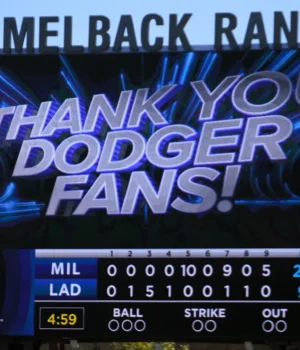 MELBACK RAN
THANK YOU
DODGER
FANS!
1 2 3 4 5 6 7 8 9
MIL 0 0 0 0 10 0 9 0 5 2
LAD 0 1 5 1 0 0 1 1 0
4:59 BALL STRIKE OUT